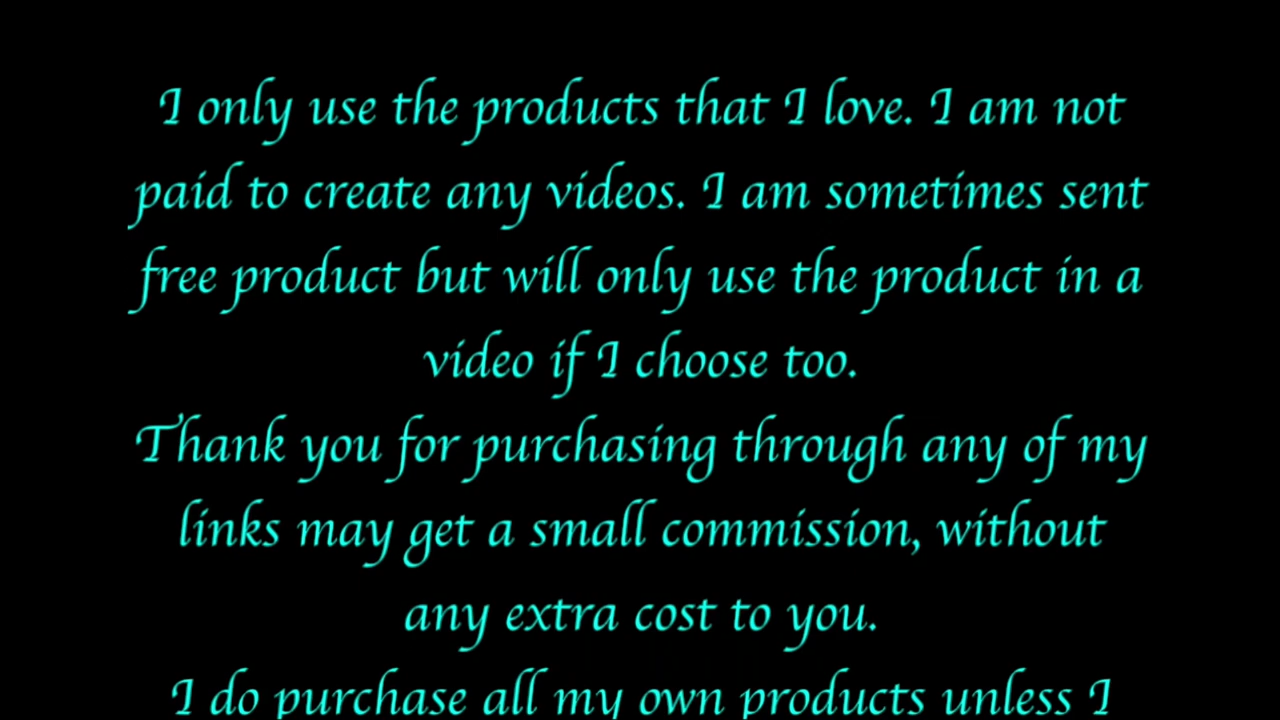 I only use the products that I love. I am not
paid to create any videos. I am sometimes sent
free product but will only use the product in a
video if I choose too.
Thank you for purchasing through any of my
links may get a small commission, without
any extra cost to you.
I do purchase all my own products unless I